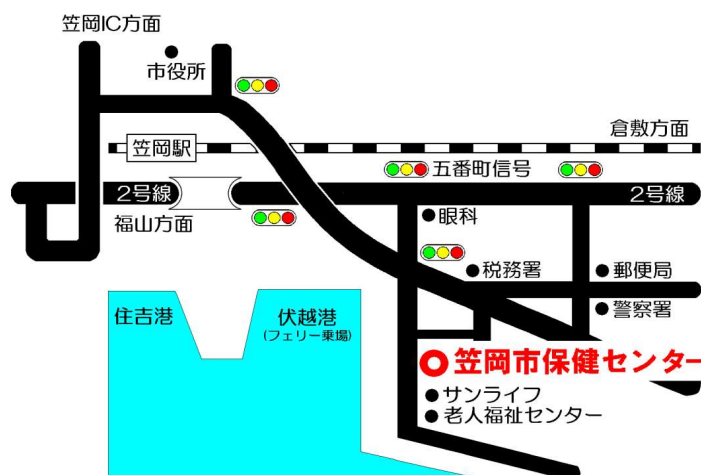 笠岡IC方面
市役所
倉敷方面
笠岡駅
五番町信号
2号線
2号線
福山方面
眼科
税務署
郵便局
住吉港
伏越港
(フェリー乗場)
警察署
笠岡市保健センター
サンライフ
老人福祉センター